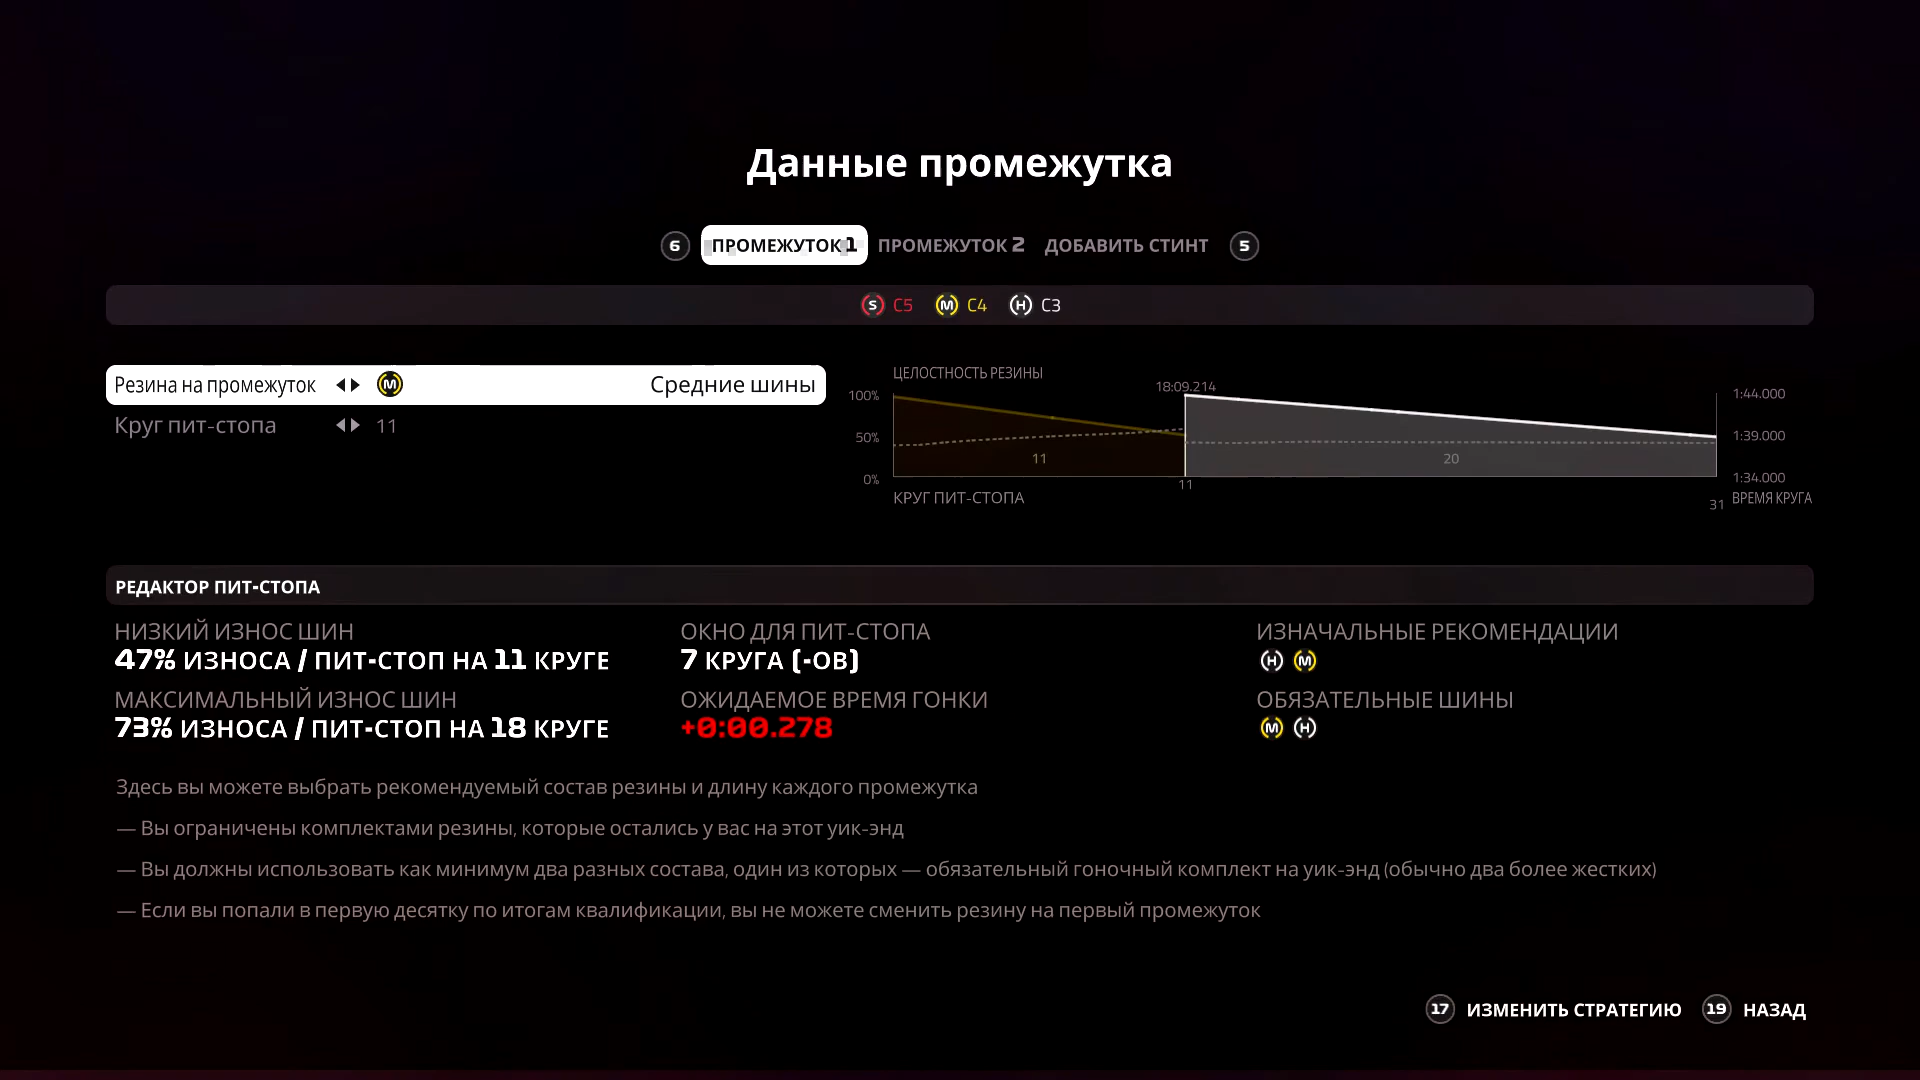 Данные промежутка
6 ПРОМЕЖУТОК 1 ПРОМЕЖУТОК 2 ДОБАВИТЬ СТИНТ 5
S C5 M C4 H C3
Резина на промежуток M Средние шины
Круг пит-стопа 11
ЦЕЛОСТНОСТЬ РЕЗИНЫ
18:09.214
100% 1:44.000
50% 1:39.000
11 20
0% 1:34.000
11
КРУГ ПИТ-СТОПА 31 ВРЕМЯ КРУГА
РЕДАКТОР ПИТ-СТОПА
НИЗКИЙ ИЗНОС ШИН
47% ИЗНОСА / ПИТ-СТОП НА 11 КРУГЕ
МАКСИМАЛЬНЫЙ ИЗНОС ШИН
73% ИЗНОСА / ПИТ-СТОП НА 18 КРУГЕ
ОКНО ДЛЯ ПИТ-СТОПА
7 КРУГА (-ОВ)
ОЖИДАЕМОЕ ВРЕМЯ ГОНКИ
+0:00.278
ИЗНАЧАЛЬНЫЕ РЕКОМЕНДАЦИИ
H M
ОБЯЗАТЕЛЬНЫЕ ШИНЫ
M H
Здесь вы можете выбрать рекомендуемый состав резины и длину каждого промежутка
— Вы ограничены комплектами резины, которые остались у вас на этот уик-энд
— Вы должны использовать как минимум два разных состава, один из которых — обязательный гоночный комплект на уик-энд (обычно два более жестких)
— Если вы попали в первую десятку по итогам квалификации, вы не можете сменить резину на первый промежуток
17 ИЗМЕНИТЬ СТРАТЕГИЮ 19 НАЗАД